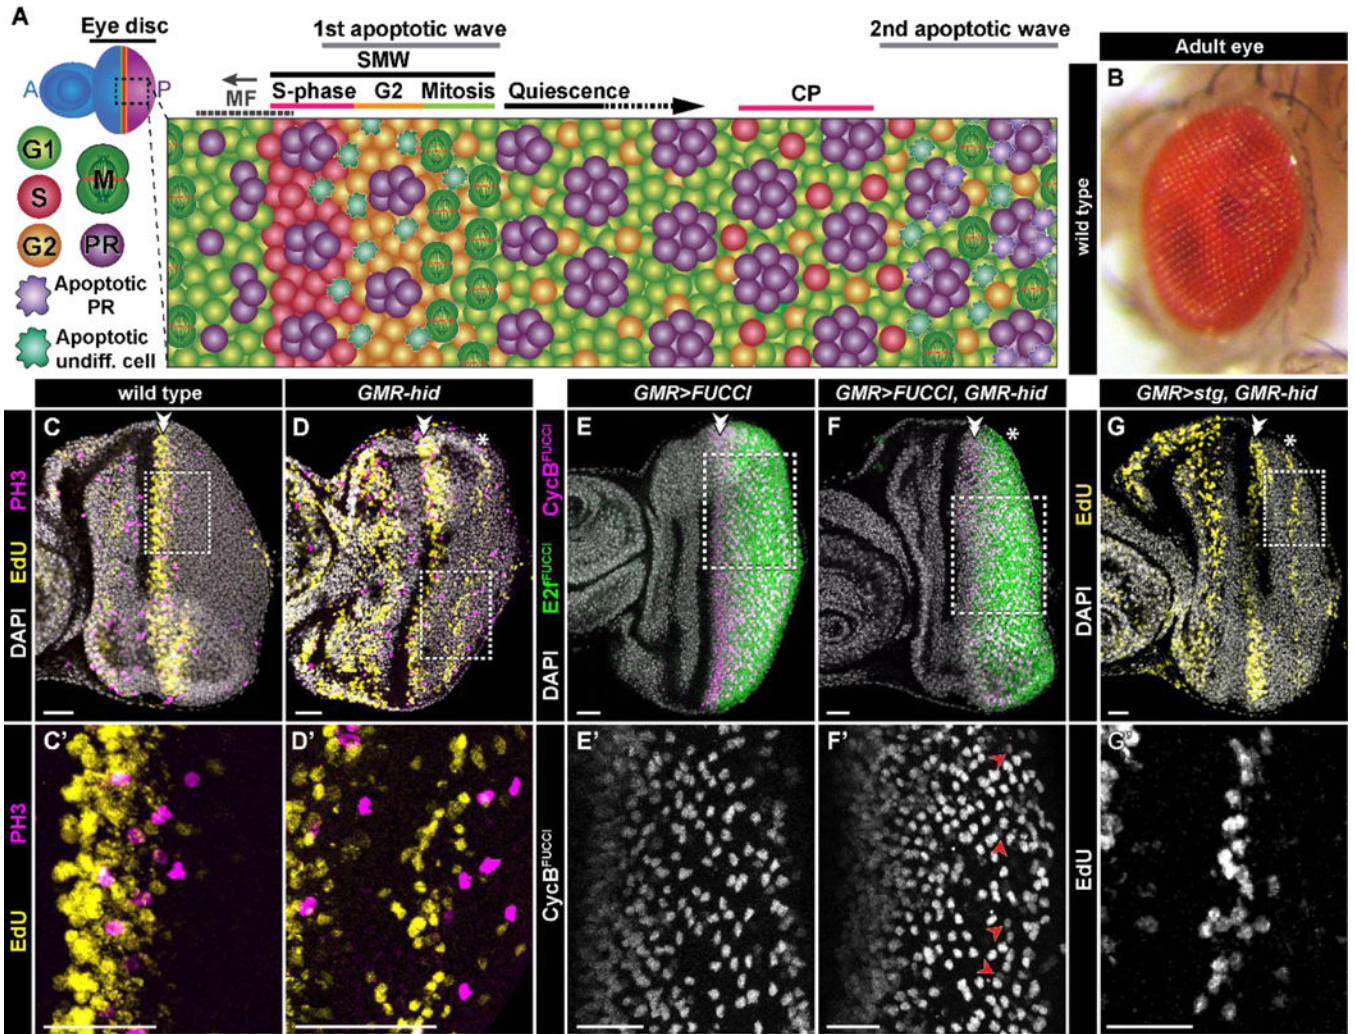 A
Eye disc
A
P
1st apoptotic wave
2nd apoptotic wave
SMW
MF
S-phase
G2
Mitosis
Quiescence
CP
G1
S
M
G2
PR
Apoptotic
PR
Apoptotic
undiff. cell
Adult eye
B
wild type
wild type
GMR-hid
GMR>FUCCI
GMR>FUCCI, GMR-hid
GMR>stg, GMR-hid
C
D
*
E
F
*
G
*
DAPI EdU PH3
DAPI E2fFUCCI CycBFUCCI
DAPI EdU
C'
D'
E'
F'
G'
EdU PH3
CycBFUCCI
EdU